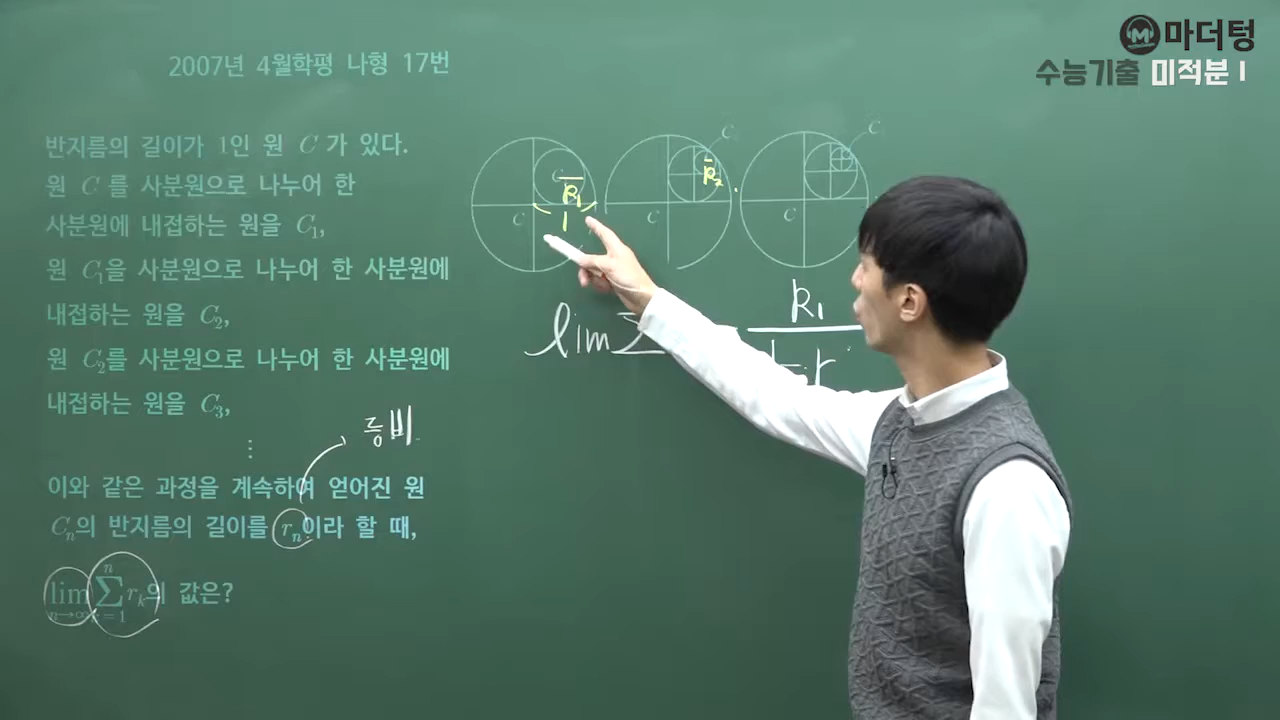 마더텅
수능기출 미적분 I
2007년 4월학평 나형 17번
반지름의 길이가 1인 원 C 가 있다.
원 C 를 사분원으로 나누어 한
사분원에 내접하는 원을 C₁,
원 C₁을 사분원으로 나누어 한 사분원에
내접하는 원을 C₂,
원 C₂를 사분원으로 나누어 한 사분원에
내접하는 원을 C₃,
⋮
등비
이와 같은 과정을 계속하여 얻어진 원
Cₙ의 반지름의 길이를 rₙ이라 할 때,
lim n→∞ n Σ k=1 rₖ의 값은?
C R₁ 1 C
C R₂ C
C C
lim Σ
R₁
1-r